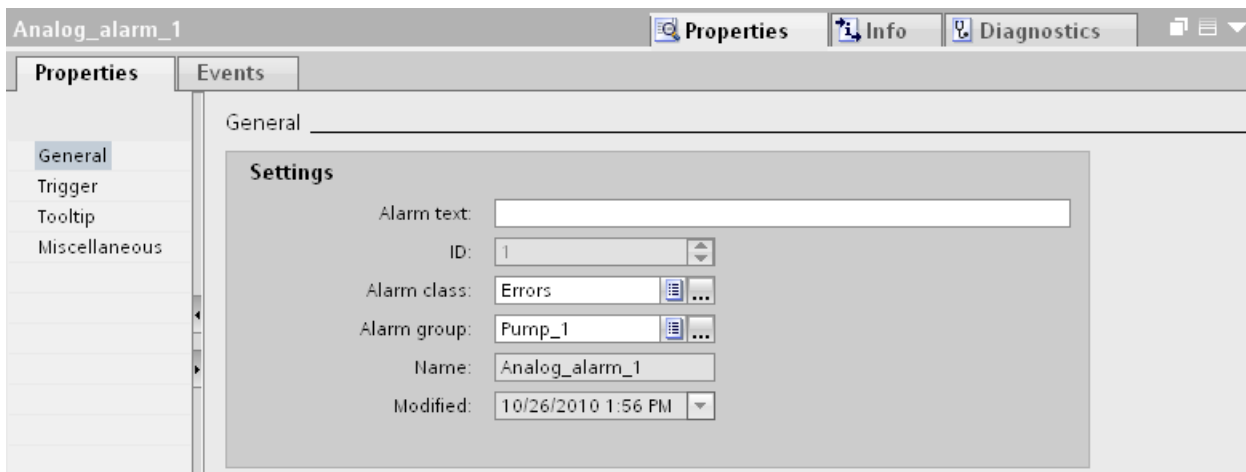 Analog_alarm_1
Properties Info Diagnostics
Properties Events
General
Trigger
Tooltip
Miscellaneous
General
Settings
Alarm text:
ID: 1
Alarm class: Errors ...
Alarm group: Pump_1 ...
Name: Analog_alarm_1
Modified: 10/26/2010 1:56 PM